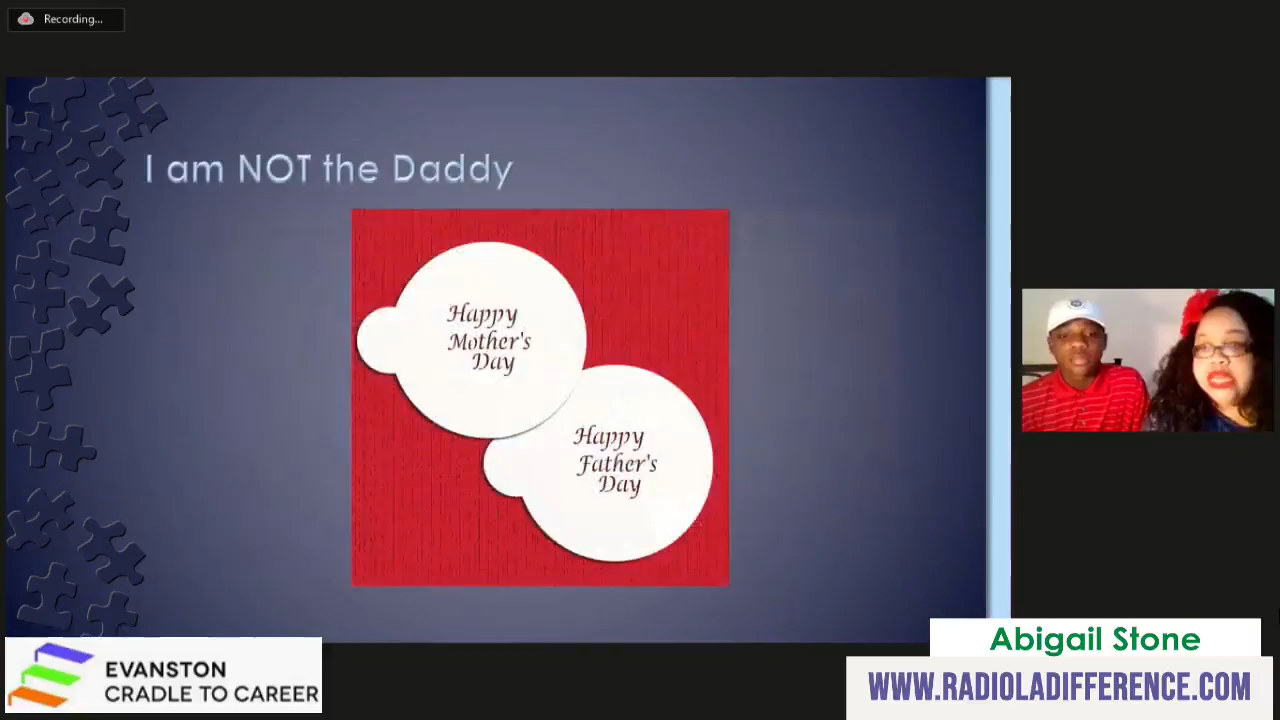 Recording...
I am NOT the Daddy
Happy
Mother's
Day
Happy
Father's
Day
EVANSTON
CRADLE TO CAREER
Abigail Stone
WWW.RADIOLADIFFERENCE.COM